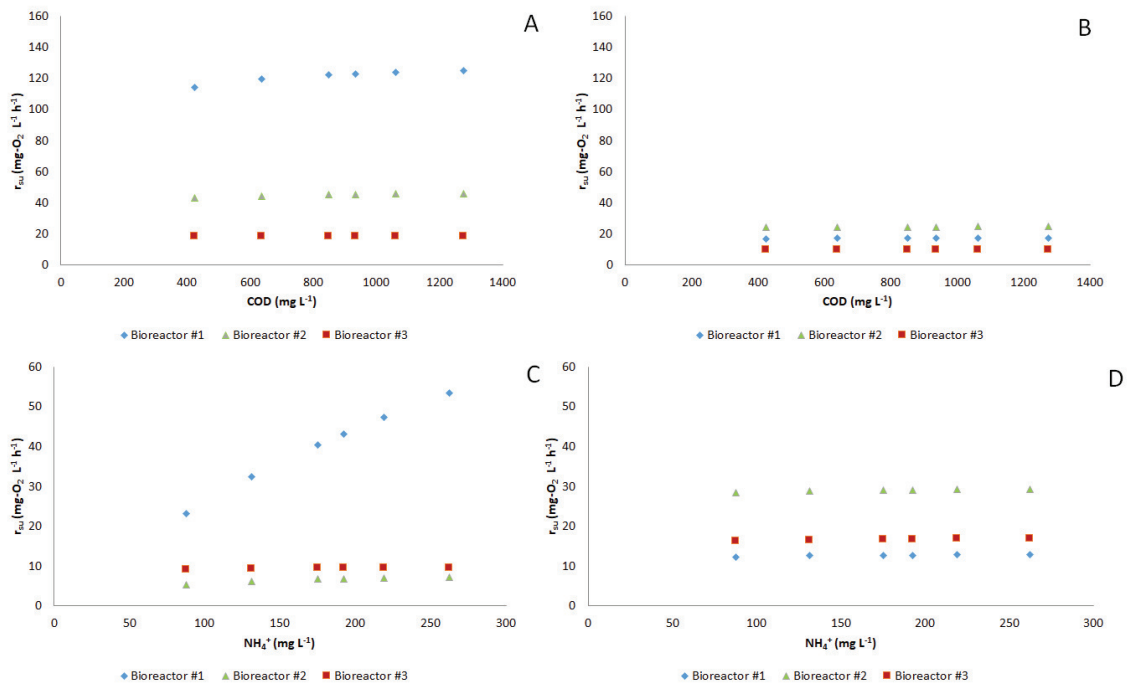 A
160
140
120
100
80
60
40
20
0
r_su (mg-O₂ L⁻¹ h⁻¹)
0 200 400 600 800 1000 1200 1400
COD (mg L⁻¹)
Bioreactor #1 Bioreactor #2 Bioreactor #3
B
160
140
120
100
80
60
40
20
0
r_su (mg-O₂ L⁻¹ h⁻¹)
0 200 400 600 800 1000 1200 1400
COD (mg L⁻¹)
Bioreactor #1 Bioreactor #2 Bioreactor #3
C
60
50
40
30
20
10
0
r_su (mg-O₂ L⁻¹ h⁻¹)
0 50 100 150 200 250 300
NH₄⁺ (mg L⁻¹)
Bioreactor #1 Bioreactor #2 Bioreactor #3
D
60
50
40
30
20
10
0
r_su (mg-O₂ L⁻¹ h⁻¹)
0 50 100 150 200 250 300
NH₄⁺ (mg L⁻¹)
Bioreactor #1 Bioreactor #2 Bioreactor #3